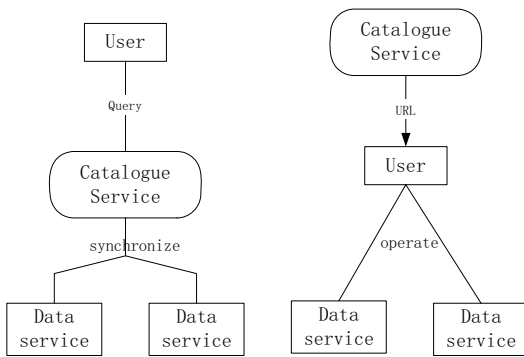 User
Query
Catalogue
Service
synchronize
Data
service
Data
service
Catalogue
Service
URL
User
operate
Data
service
Data
service